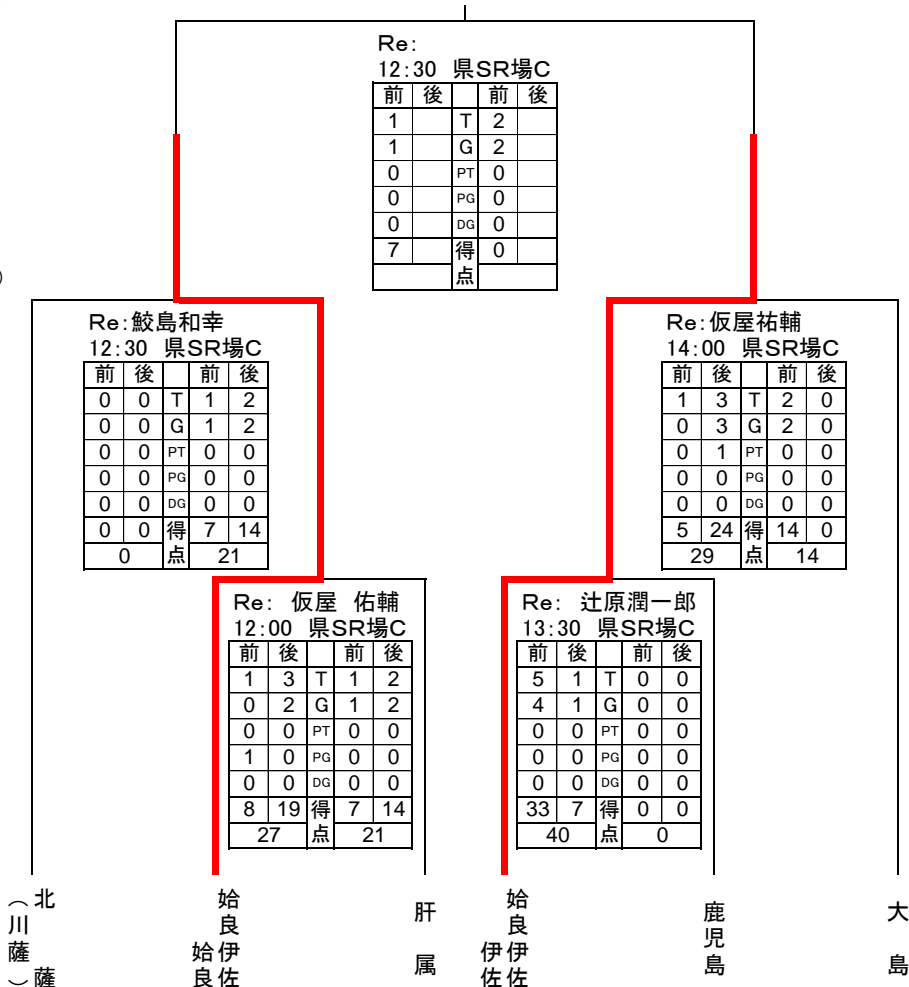 Re:
12:30 県SR場C
前 後 前 後
1 T 2
1 G 2
0 PT 0
0 PG 0
0 DG 0
7 得点 0
)
Re:鮫島和幸
12:30 県SR場C
前 後 前 後
0 0 T 1 2
0 0 G 1 2
0 0 PT 0 0
0 0 PG 0 0
0 0 DG 0 0
0 0 得点 7 14
0 21
Re:仮屋祐輔
14:00 県SR場C
前 後 前 後
1 3 T 2 0
0 3 G 2 0
0 1 PT 0 0
0 0 PG 0 0
0 0 DG 0 0
5 24 得点 14 0
29 14
Re: 仮屋 佑輔
12:00 県SR場C
前 後 前 後
1 3 T 1 2
0 2 G 1 2
0 0 PT 0 0
1 0 PG 0 0
0 0 DG 0 0
8 19 得点 7 14
27 21
Re: 辻原潤一郎
13:30 県SR場C
前 後 前 後
5 1 T 0 0
4 1 G 0 0
0 0 PT 0 0
0 0 PG 0 0
0 0 DG 0 0
33 7 得点 0 0
40 0
北薩
(川薩)
姶良伊佐
姶良
肝属
姶良伊佐
伊佐
鹿児島
大島